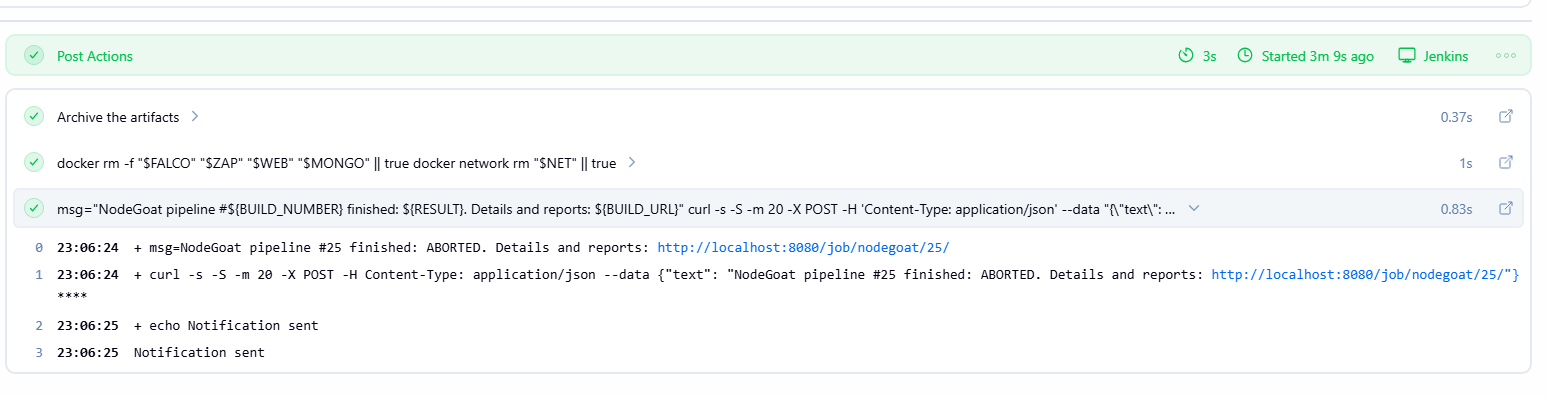 Post Actions 3s Started 3m 9s ago Jenkins
Archive the artifacts 0.37s
docker rm -f "$FALCO" "$ZAP" "$WEB" "$MONGO" || true docker network rm "$NET" || true 1s
msg="NodeGoat pipeline #${BUILD_NUMBER} finished: ${RESULT}. Details and reports: ${BUILD_URL}" curl -s -S -m 20 -X POST -H 'Content-Type: application/json' --data "{\"text\": ... 0.83s
0 23:06:24 + msg=NodeGoat pipeline #25 finished: ABORTED. Details and reports: http://localhost:8080/job/nodegoat/25/
1 23:06:24 + curl -s -S -m 20 -X POST -H Content-Type: application/json --data {"text": "NodeGoat pipeline #25 finished: ABORTED. Details and reports: http://localhost:8080/job/nodegoat/25/"}
****
2 23:06:25 + echo Notification sent
3 23:06:25 Notification sent